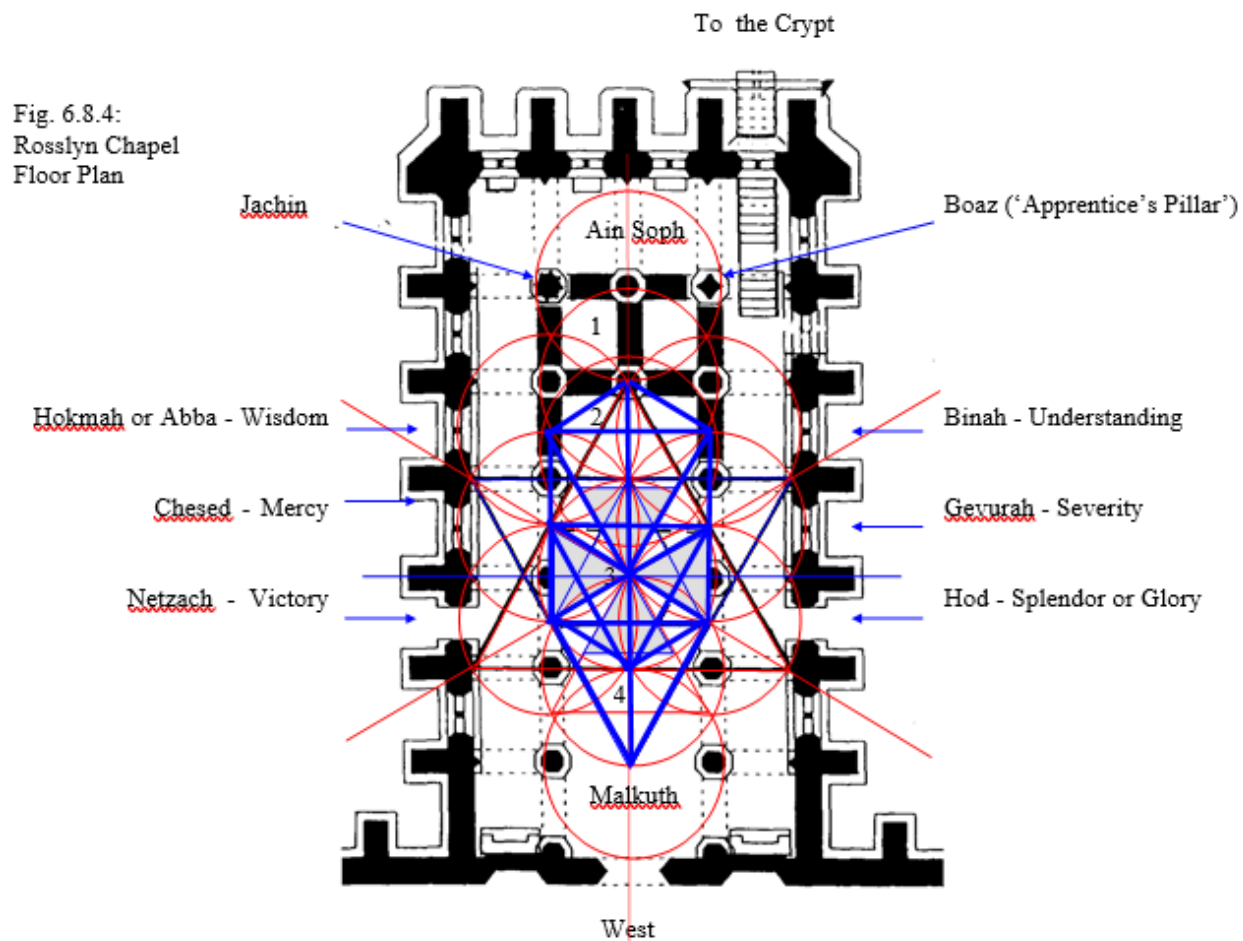 To the Crypt
Fig. 6.8.4:
Rosslyn Chapel
Floor Plan
Jachin
Boaz (‘Apprentice’s Pillar’)
Ain Soph
1
Hokmah or Abba - Wisdom
2
Binah - Understanding
Chesed - Mercy
Gevurah - Severity
3
Netzach - Victory
Hod - Splendor or Glory
4
Malkuth
West